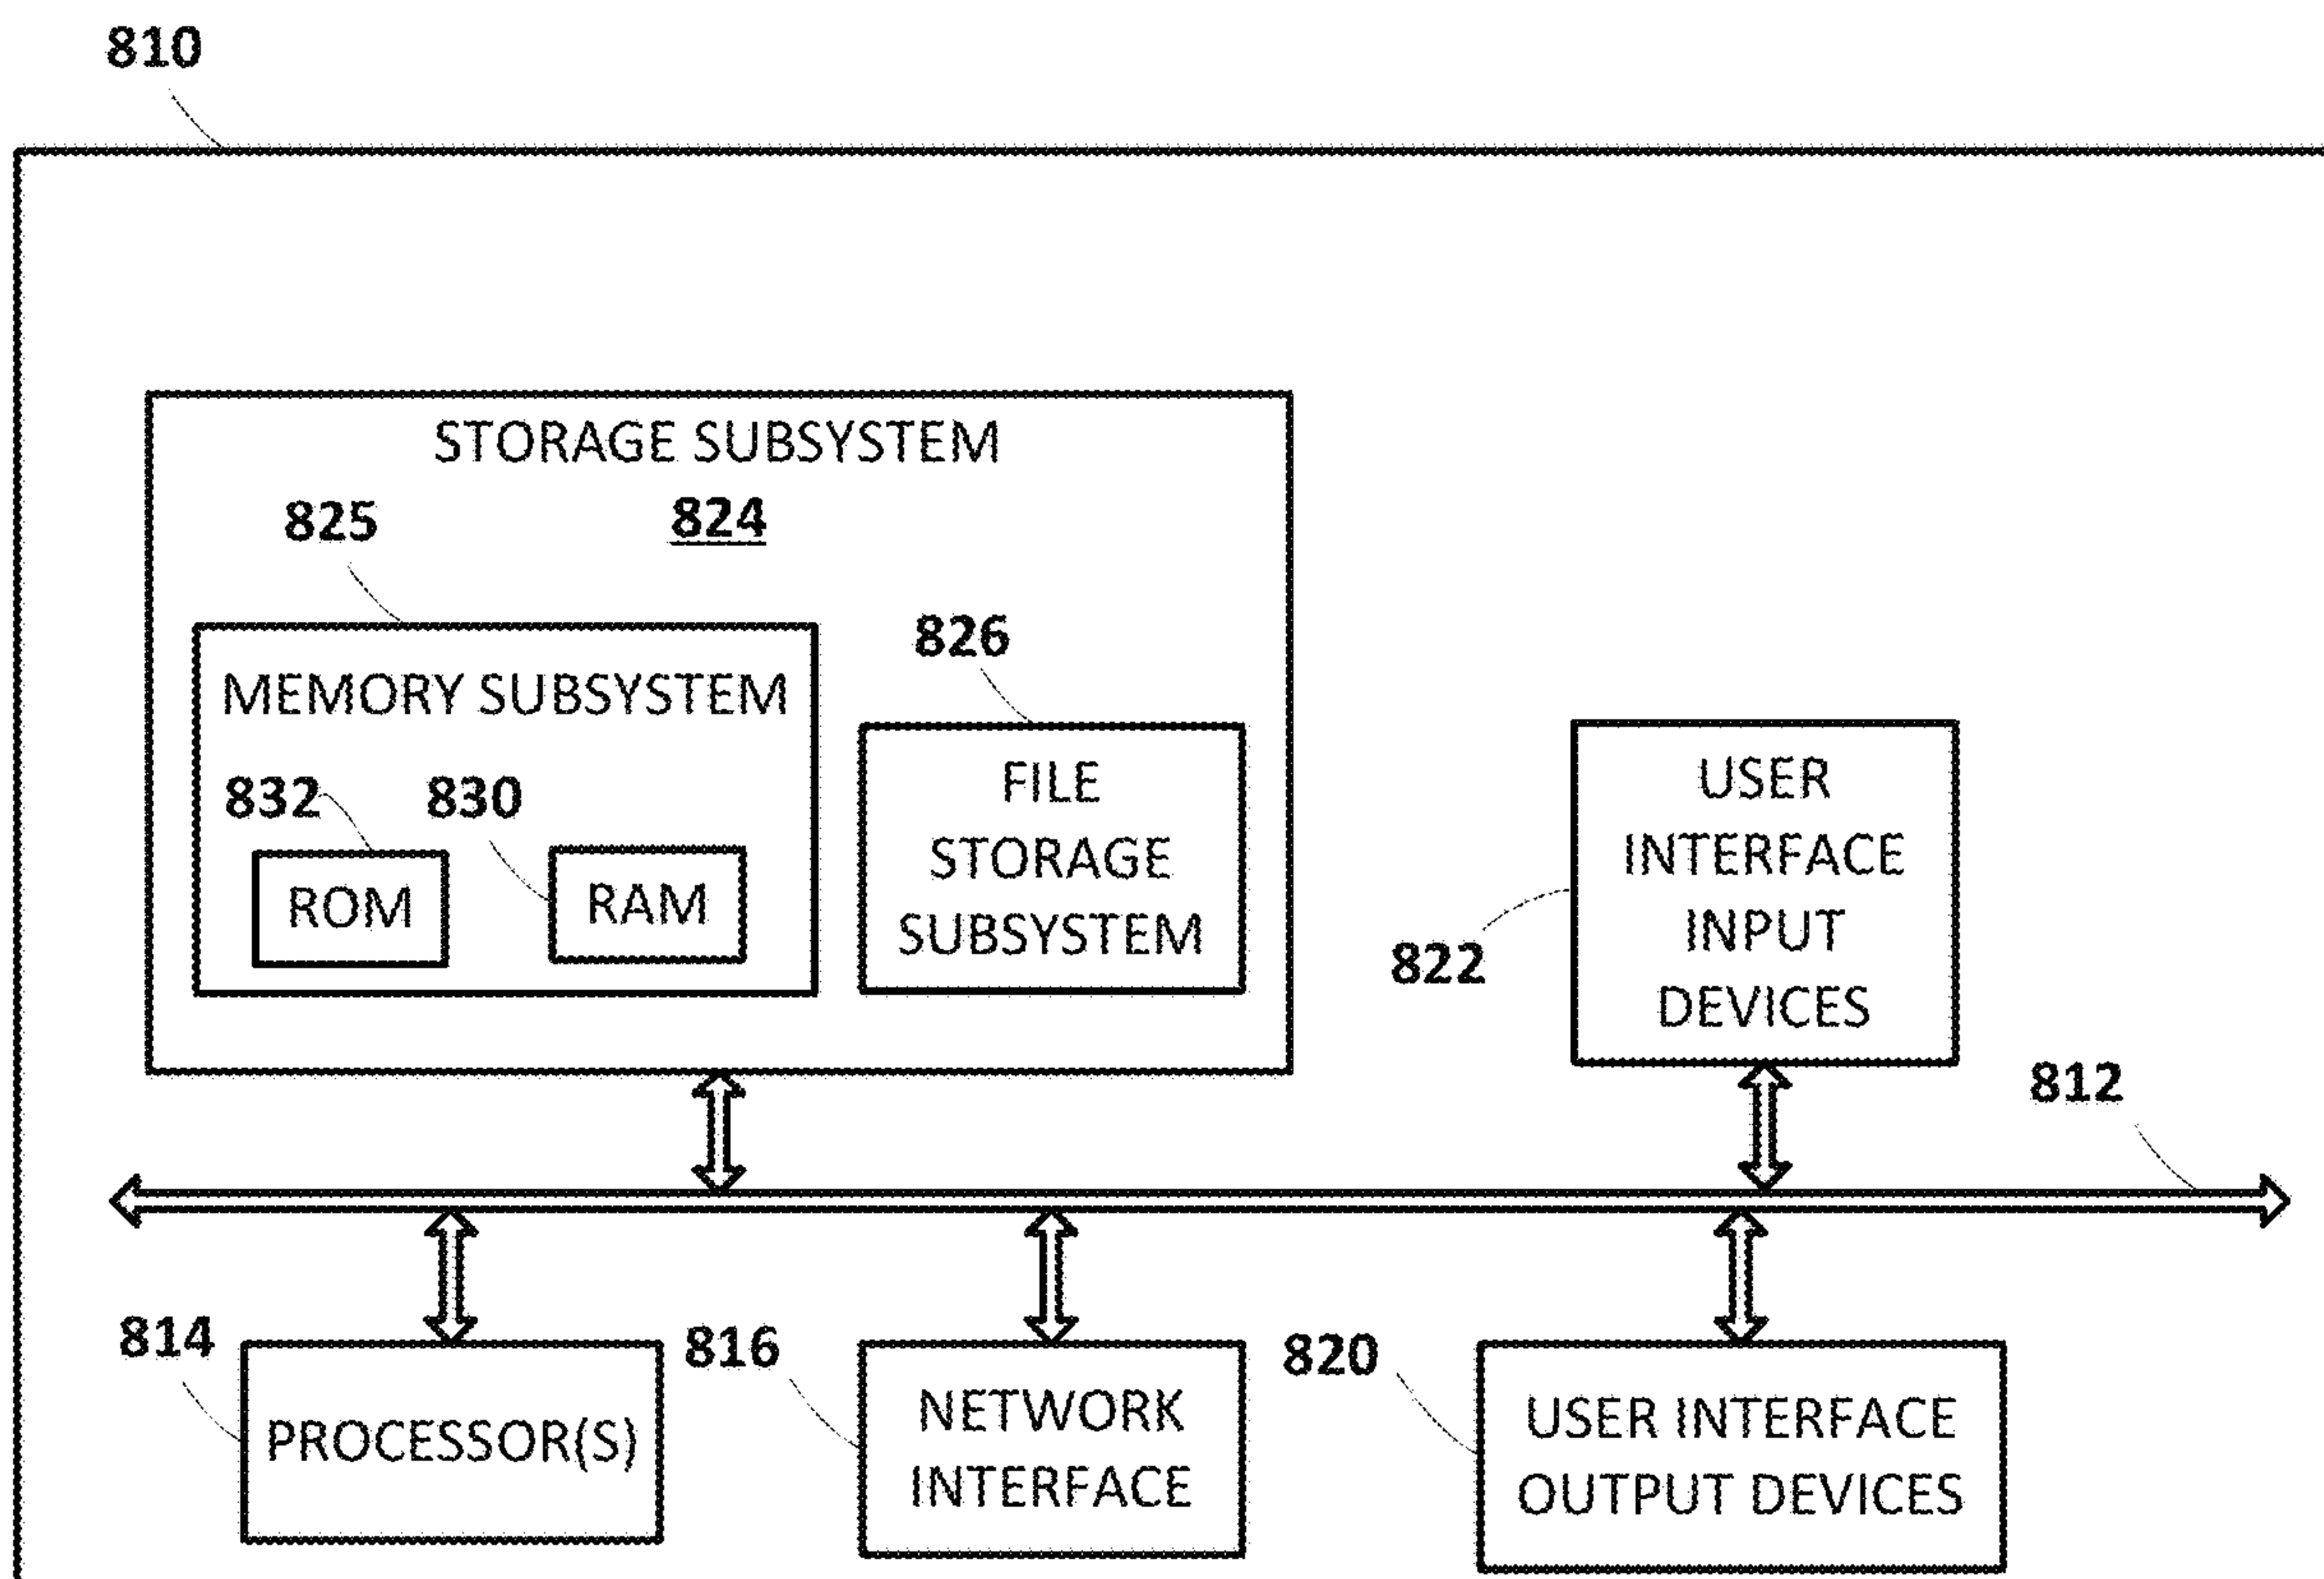 810
STORAGE SUBSYSTEM
824
825
MEMORY SUBSYSTEM
832
830
ROM
RAM
826
FILE
STORAGE
SUBSYSTEM
USER
INTERFACE
INPUT
DEVICES
822
812
814
PROCESSOR(S)
816
NETWORK
INTERFACE
820
USER INTERFACE
OUTPUT DEVICES